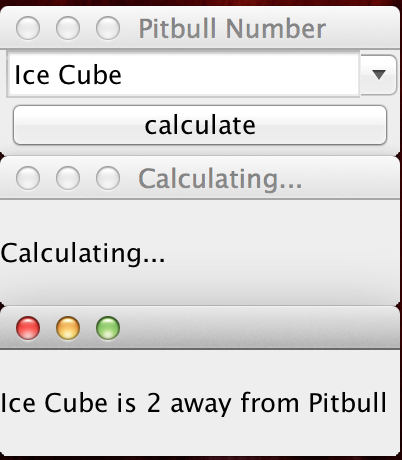 Pitbull Number
Ice Cube
calculate
Calculating...
Calculating...
Ice Cube is 2 away from Pitbull